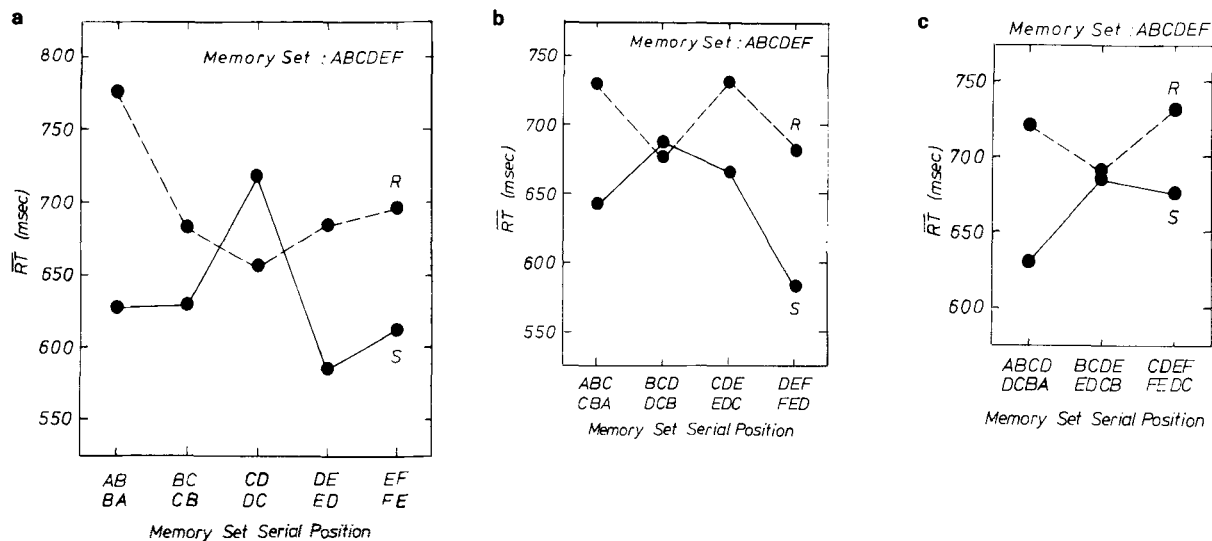 a
Memory Set : ABCDEF
800
750
700
650
600
550
R̅T̅ (msec)
R
S
AB BC CD DE EF
BA CB DC ED FE
Memory Set Serial Position
b
Memory Set : ABCDEF
750
700
650
600
550
R̅T̅ (msec)
R
S
ABC BCD CDE DEF
CBA DCB EDC FED
Memory Set Serial Position
c
Memory Set : ABCDEF
750
700
650
600
R̅T̅ (msec)
R
S
ABCD BCDE CDEF
DCBA EDCB FEDC
Memory Set Serial Position